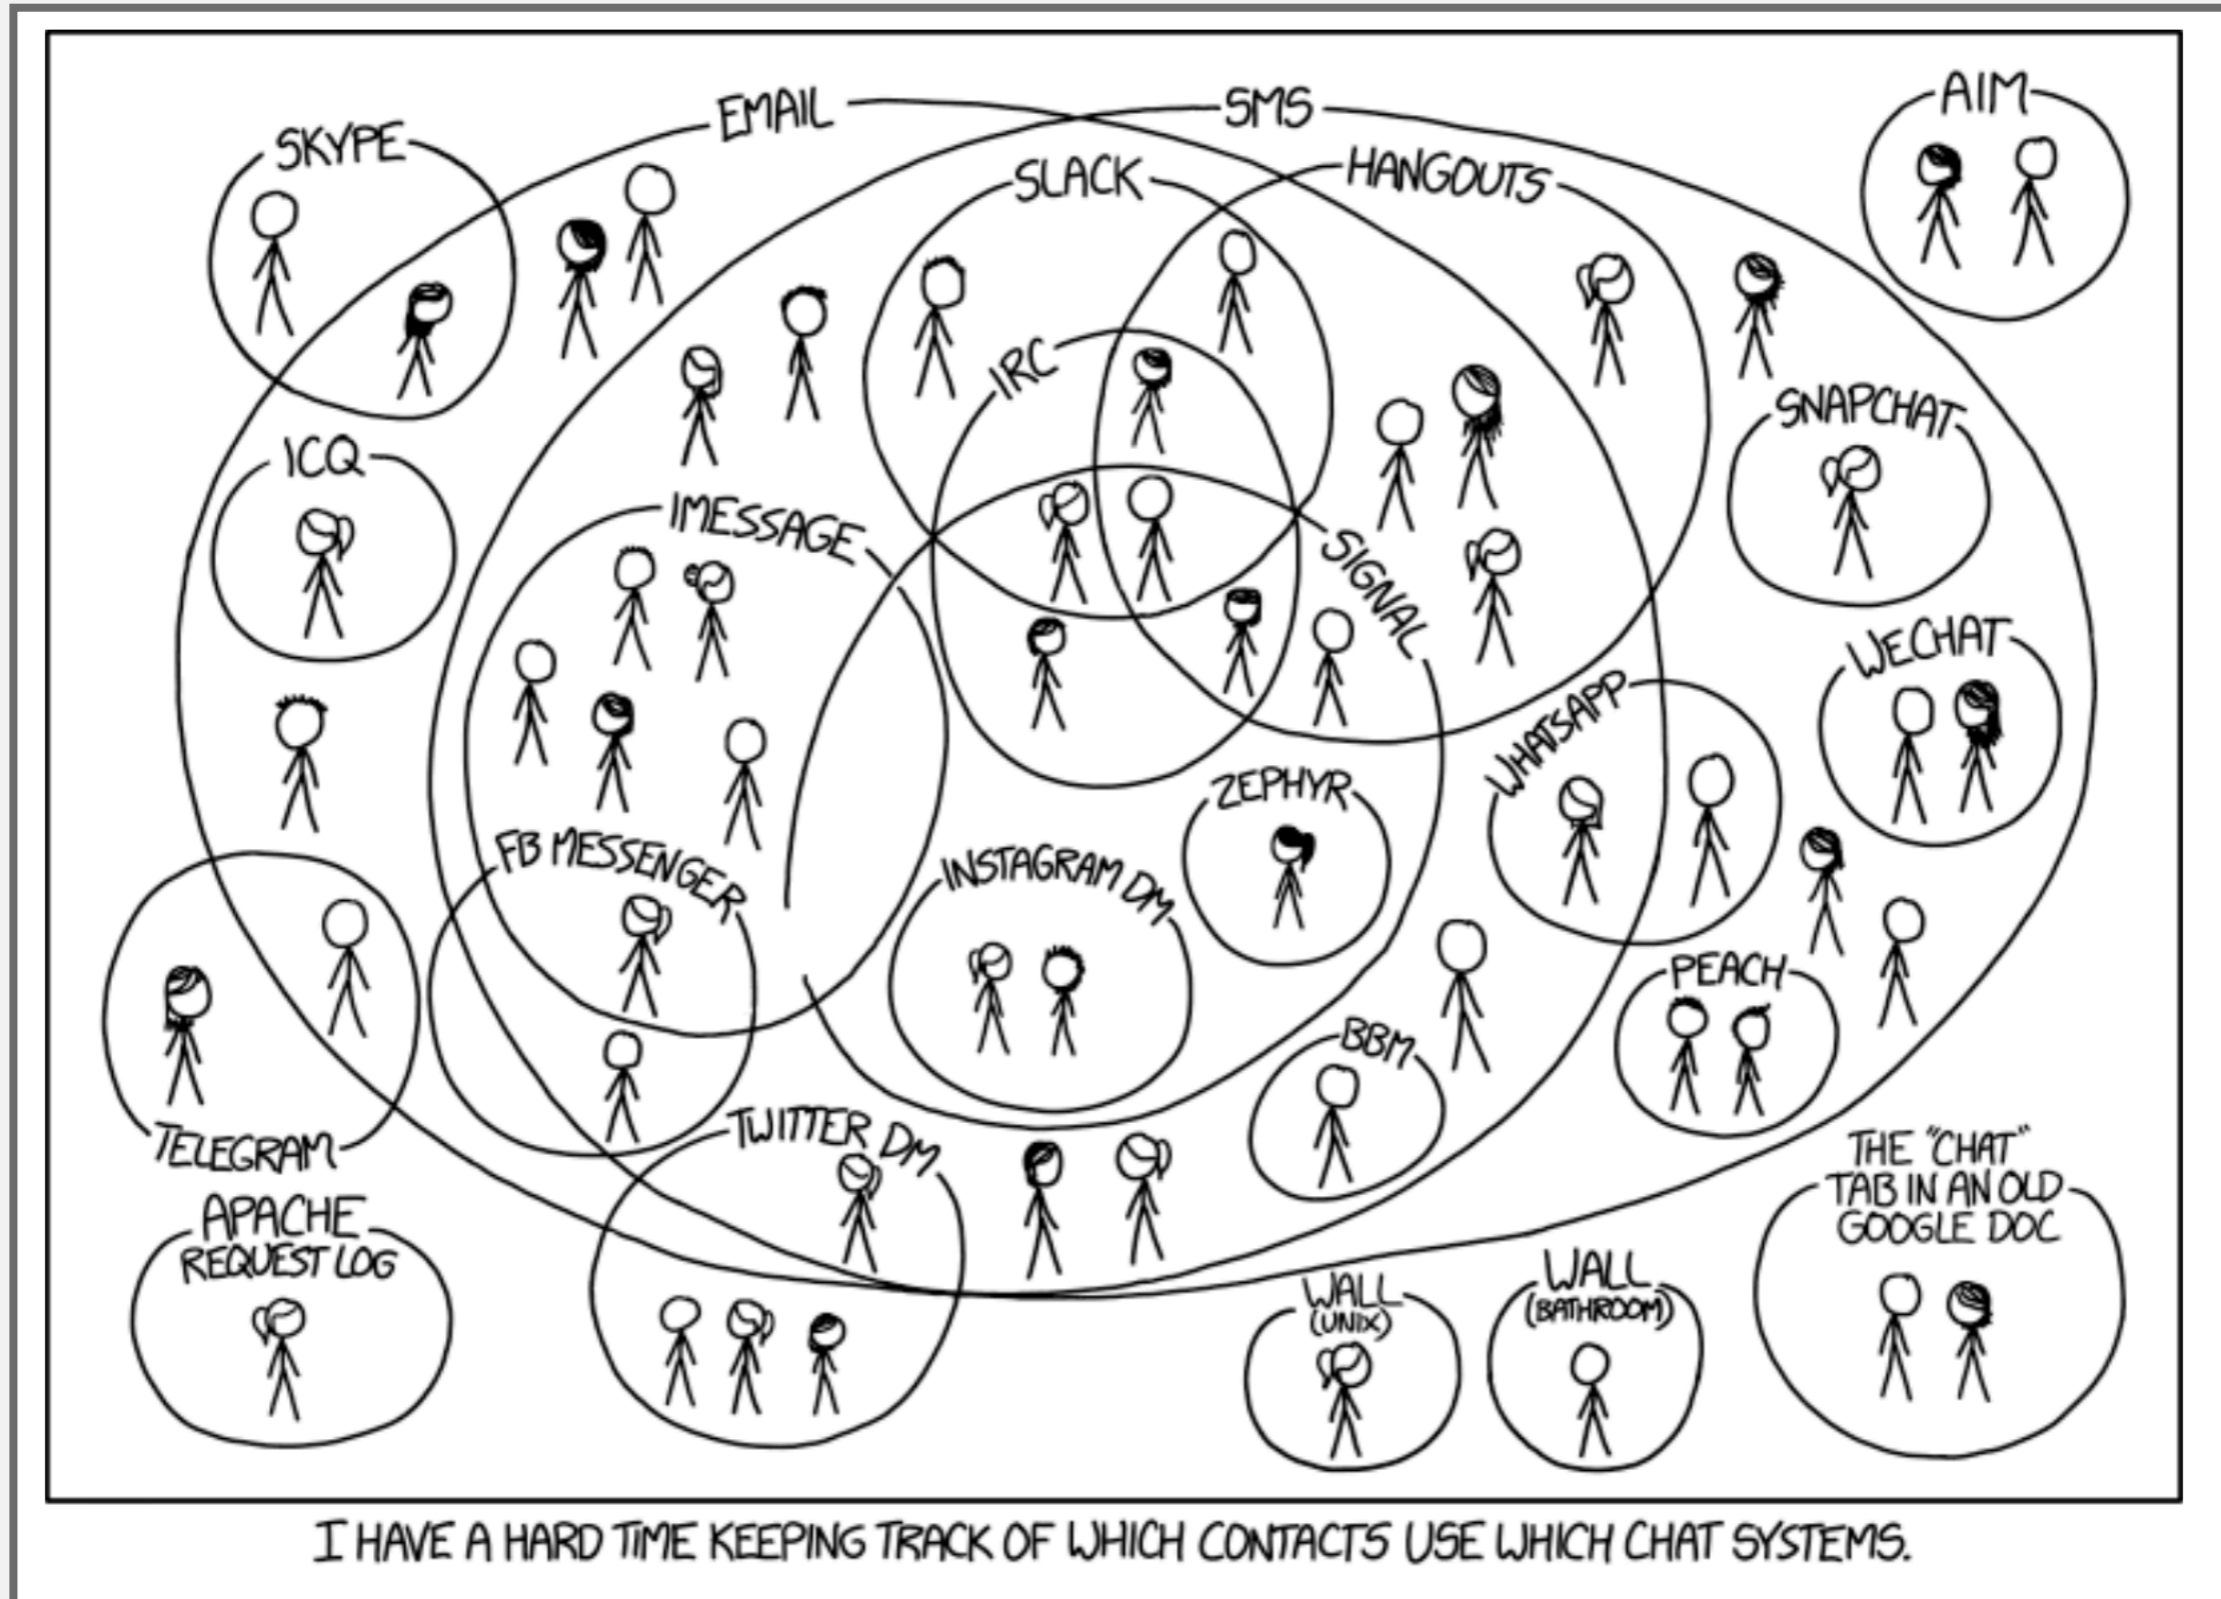 EMAIL
SMS
AIM
SKYPE
SLACK
HANGOUTS
IRC
SNAPCHAT
ICQ
IMESSAGE
SIGNAL
WECHAT
WHATSAPP
ZEPHYR
FB MESSENGER
INSTAGRAM DM
PEACH
BBM
TWITTER DM
TELEGRAM
THE "CHAT"
TAB IN AN OLD
GOOGLE DOC
APACHE
REQUEST LOG
WALL
(UNIX)
WALL
(BATHROOM)
I HAVE A HARD TIME KEEPING TRACK OF WHICH CONTACTS USE WHICH CHAT SYSTEMS.